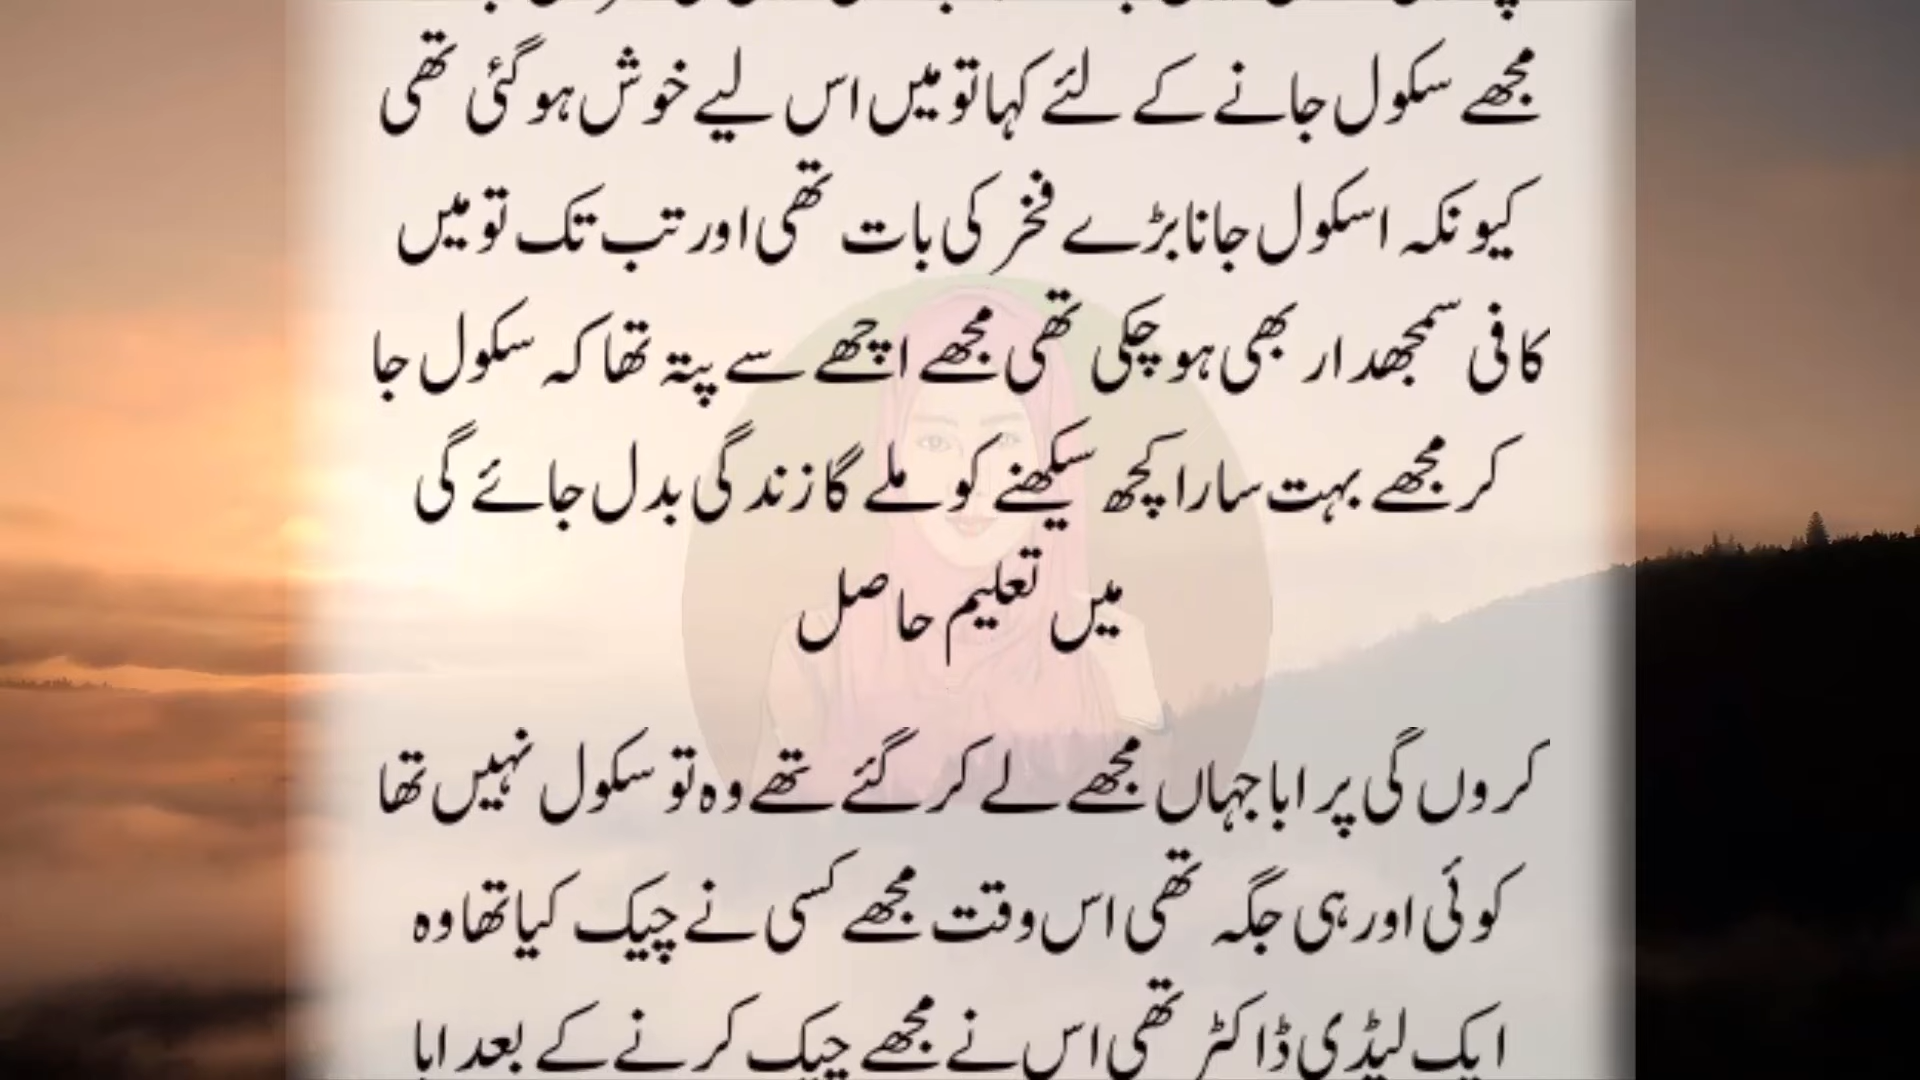 مجھے سکول جانے کے لئے کہا تو میں اس لیے خوش ہو گئی تھی
کیونکہ اسکول جانا بڑے فخر کی بات تھی اور تب تک تو میں
کافی سمجھدار بھی ہو چکی تھی مجھے اچھے سے پتہ تھا کہ سکول جا
کر مجھے بہت سارا کچھ سیکھنے کو ملے گا زندگی بدل جائے گی
میں تعلیم حاصل
کروں گی پر ابا جہاں مجھے لے کر گئے تھے وہ تو سکول نہیں تھا
کوئی اور ہی جگہ تھی اس وقت مجھے کسی نے چیک کیا تھا وہ
ایک لیڈی ڈاکٹر تھی اس نے مجھے چیک کرنے کے بعد ابا